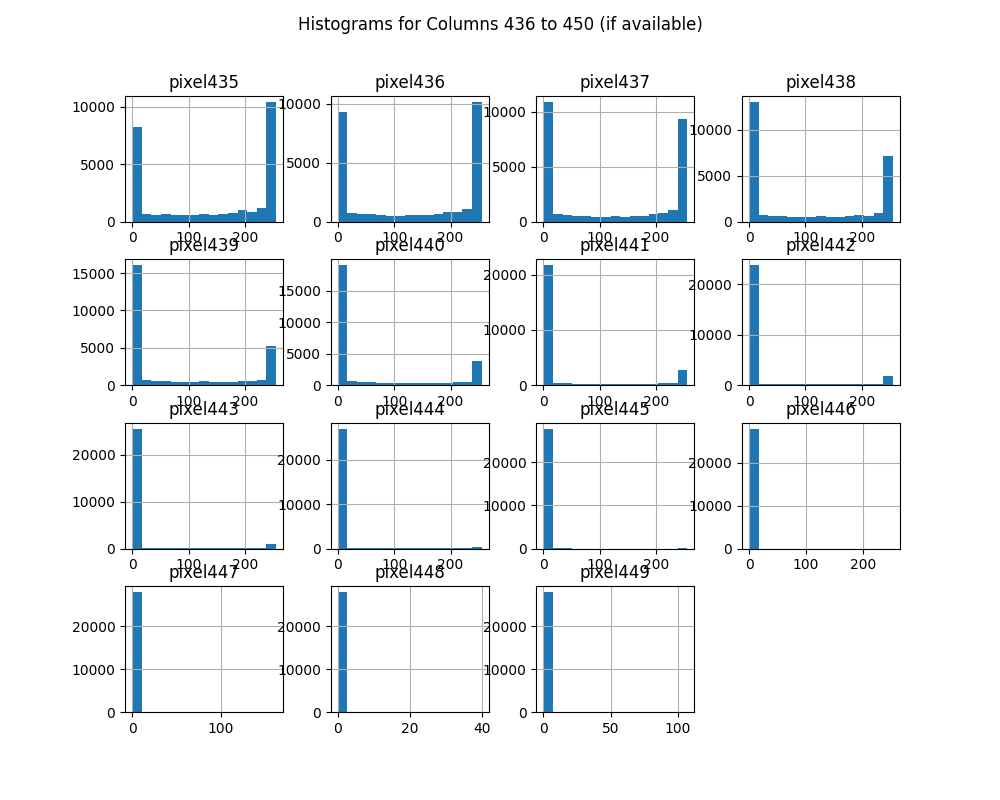 Histograms for Columns 436 to 450 (if available)
pixel435 pixel436 pixel437 pixel438
10000 5000 0 10000 5000 0 10000 5000 0 10000 5000 0
0 100 200 0 100 200 0 100 200 0 100 200
pixel439 pixel440 pixel441 pixel442
15000 10000 5000 0 15000 10000 5000 0 20000 10000 0 20000 10000 0
0 100 200 0 100 200 0 100 200 0 100 200
pixel443 pixel444 pixel445 pixel446
20000 10000 0 20000 10000 0 20000 10000 0 20000 10000 0
0 100 200 0 100 200 0 100 200 0 100 200
pixel447 pixel448 pixel449
20000 10000 0 20000 10000 0 20000 10000 0
0 100 0 20 40 0 50 100